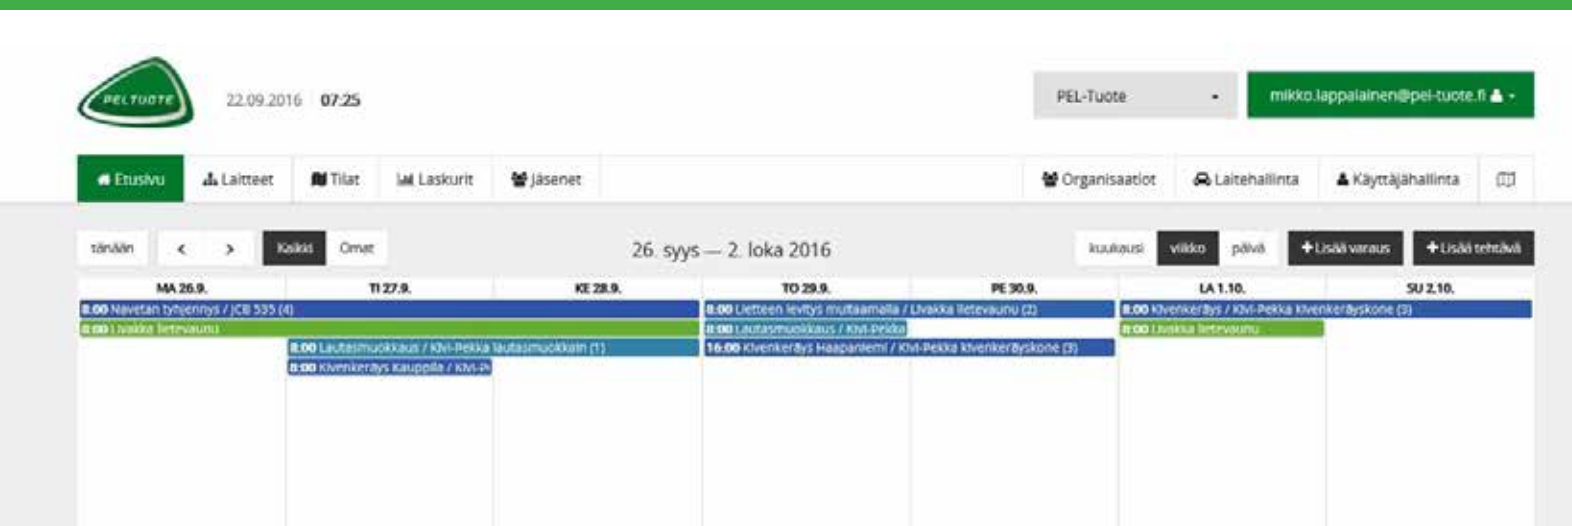 PELTUOTE
22.09.2016 07:25
PEL-Tuote
mikko.lappalainen@pel-tuote.fi
Etusivu Laitteet Tilat Laskurit Jäsenet Organisaatiot Laitehallinta Käyttäjähallinta
tänään < > Kaikki Omat 26. syys — 2. loka 2016 kuukausi viikko päivä +Lisää varaus +Lisää tehtävä
MA 26.9. TI 27.9. KE 28.9. TO 29.9. PE 30.9. LA 1.10. SU 2.10.
8:00 Navetan tyhjennys / JCB 535 (4) 8:00 Lietteen levitys multaamalla / Livakka lietevaunu (2) 8:00 Kivenkeräys / Kivi-Pekka kivenkeräyskone (3)
8:00 Livakka lietevaunu 8:00 Lautasmuokkaus / Kivi-Pekka 8:00 Livakka lietevaunu
8:00 Lautasmuokkaus / Kivi-Pekka lautasmuokkain (1) 16:00 Kivenkeräys Haapaniemi / Kivi-Pekka kivenkeräyskone (3)
8:00 Kivenkeräys Kauppila / Kivi-P